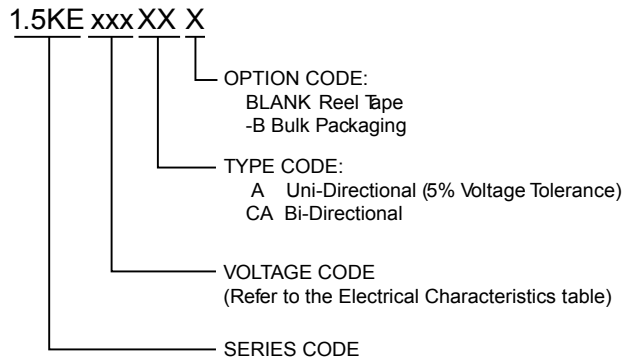 1.5KE xxx XX X
OPTION CODE:
BLANK Reel Tape
-B Bulk Packaging
TYPE CODE:
A Uni-Directional (5% Voltage Tolerance)
CA Bi-Directional
VOLTAGE CODE
(Refer to the Electrical Characteristics table)
SERIES CODE